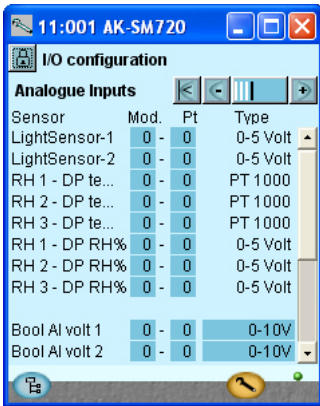 11:001 AK-SM720
I/O configuration
Analogue Inputs
Sensor Mod. Pt Type
LightSensor-1 0 - 0 0-5 Volt
LightSensor-2 0 - 0 0-5 Volt
RH 1 - DP te... 0 - 0 PT 1000
RH 2 - DP te... 0 - 0 PT 1000
RH 3 - DP te... 0 - 0 PT 1000
RH 1 - DP RH% 0 - 0 0-5 Volt
RH 2 - DP RH% 0 - 0 0-5 Volt
RH 3 - DP RH% 0 - 0 0-5 Volt
Bool AI volt 1 0 - 0 0-10V
Bool AI volt 2 0 - 0 0-10V